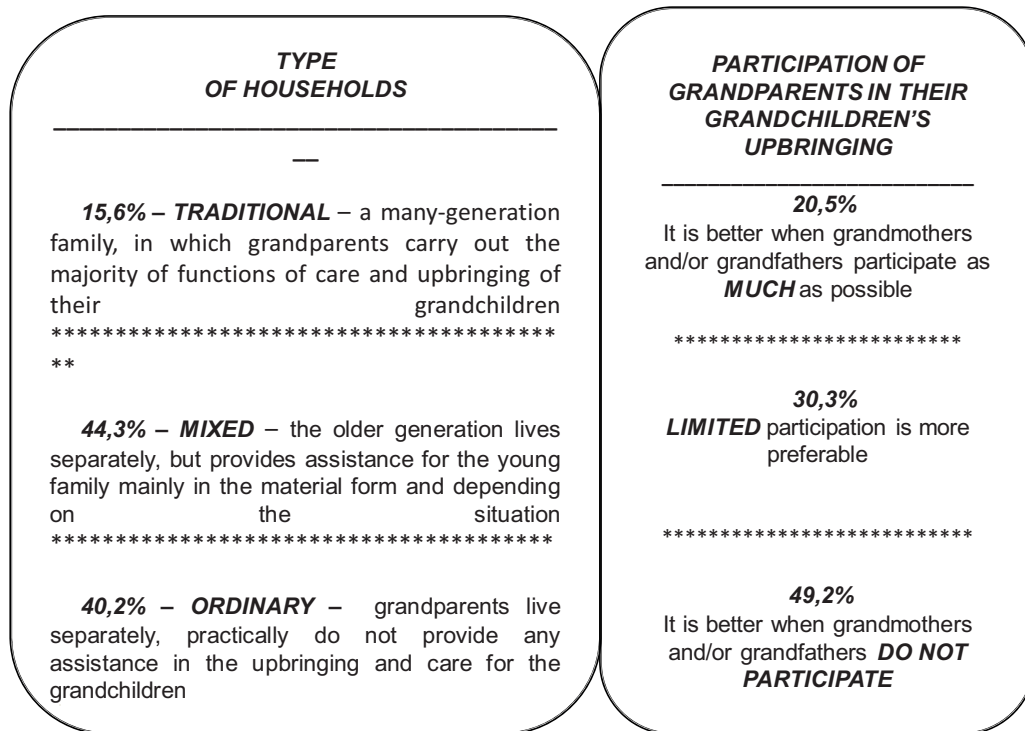 TYPE
OF HOUSEHOLDS
_______________________________________
__
15,6% – TRADITIONAL – a many-generation
family, in which grandparents carry out the
majority of functions of care and upbringing of
their grandchildren
***************************************
**
44,3% – MIXED – the older generation lives
separately, but provides assistance for the young
family mainly in the material form and depending
on the situation
***************************************
40,2% – ORDINARY – grandparents live
separately, practically do not provide any
assistance in the upbringing and care for the
grandchildren
PARTICIPATION OF
GRANDPARENTS IN THEIR
GRANDCHILDREN'S
UPBRINGING
___________________________
20,5%
It is better when grandmothers
and/or grandfathers participate as
MUCH as possible
*************************
30,3%
LIMITED participation is more
preferable
***************************
49,2%
It is better when grandmothers
and/or grandfathers DO NOT
PARTICIPATE